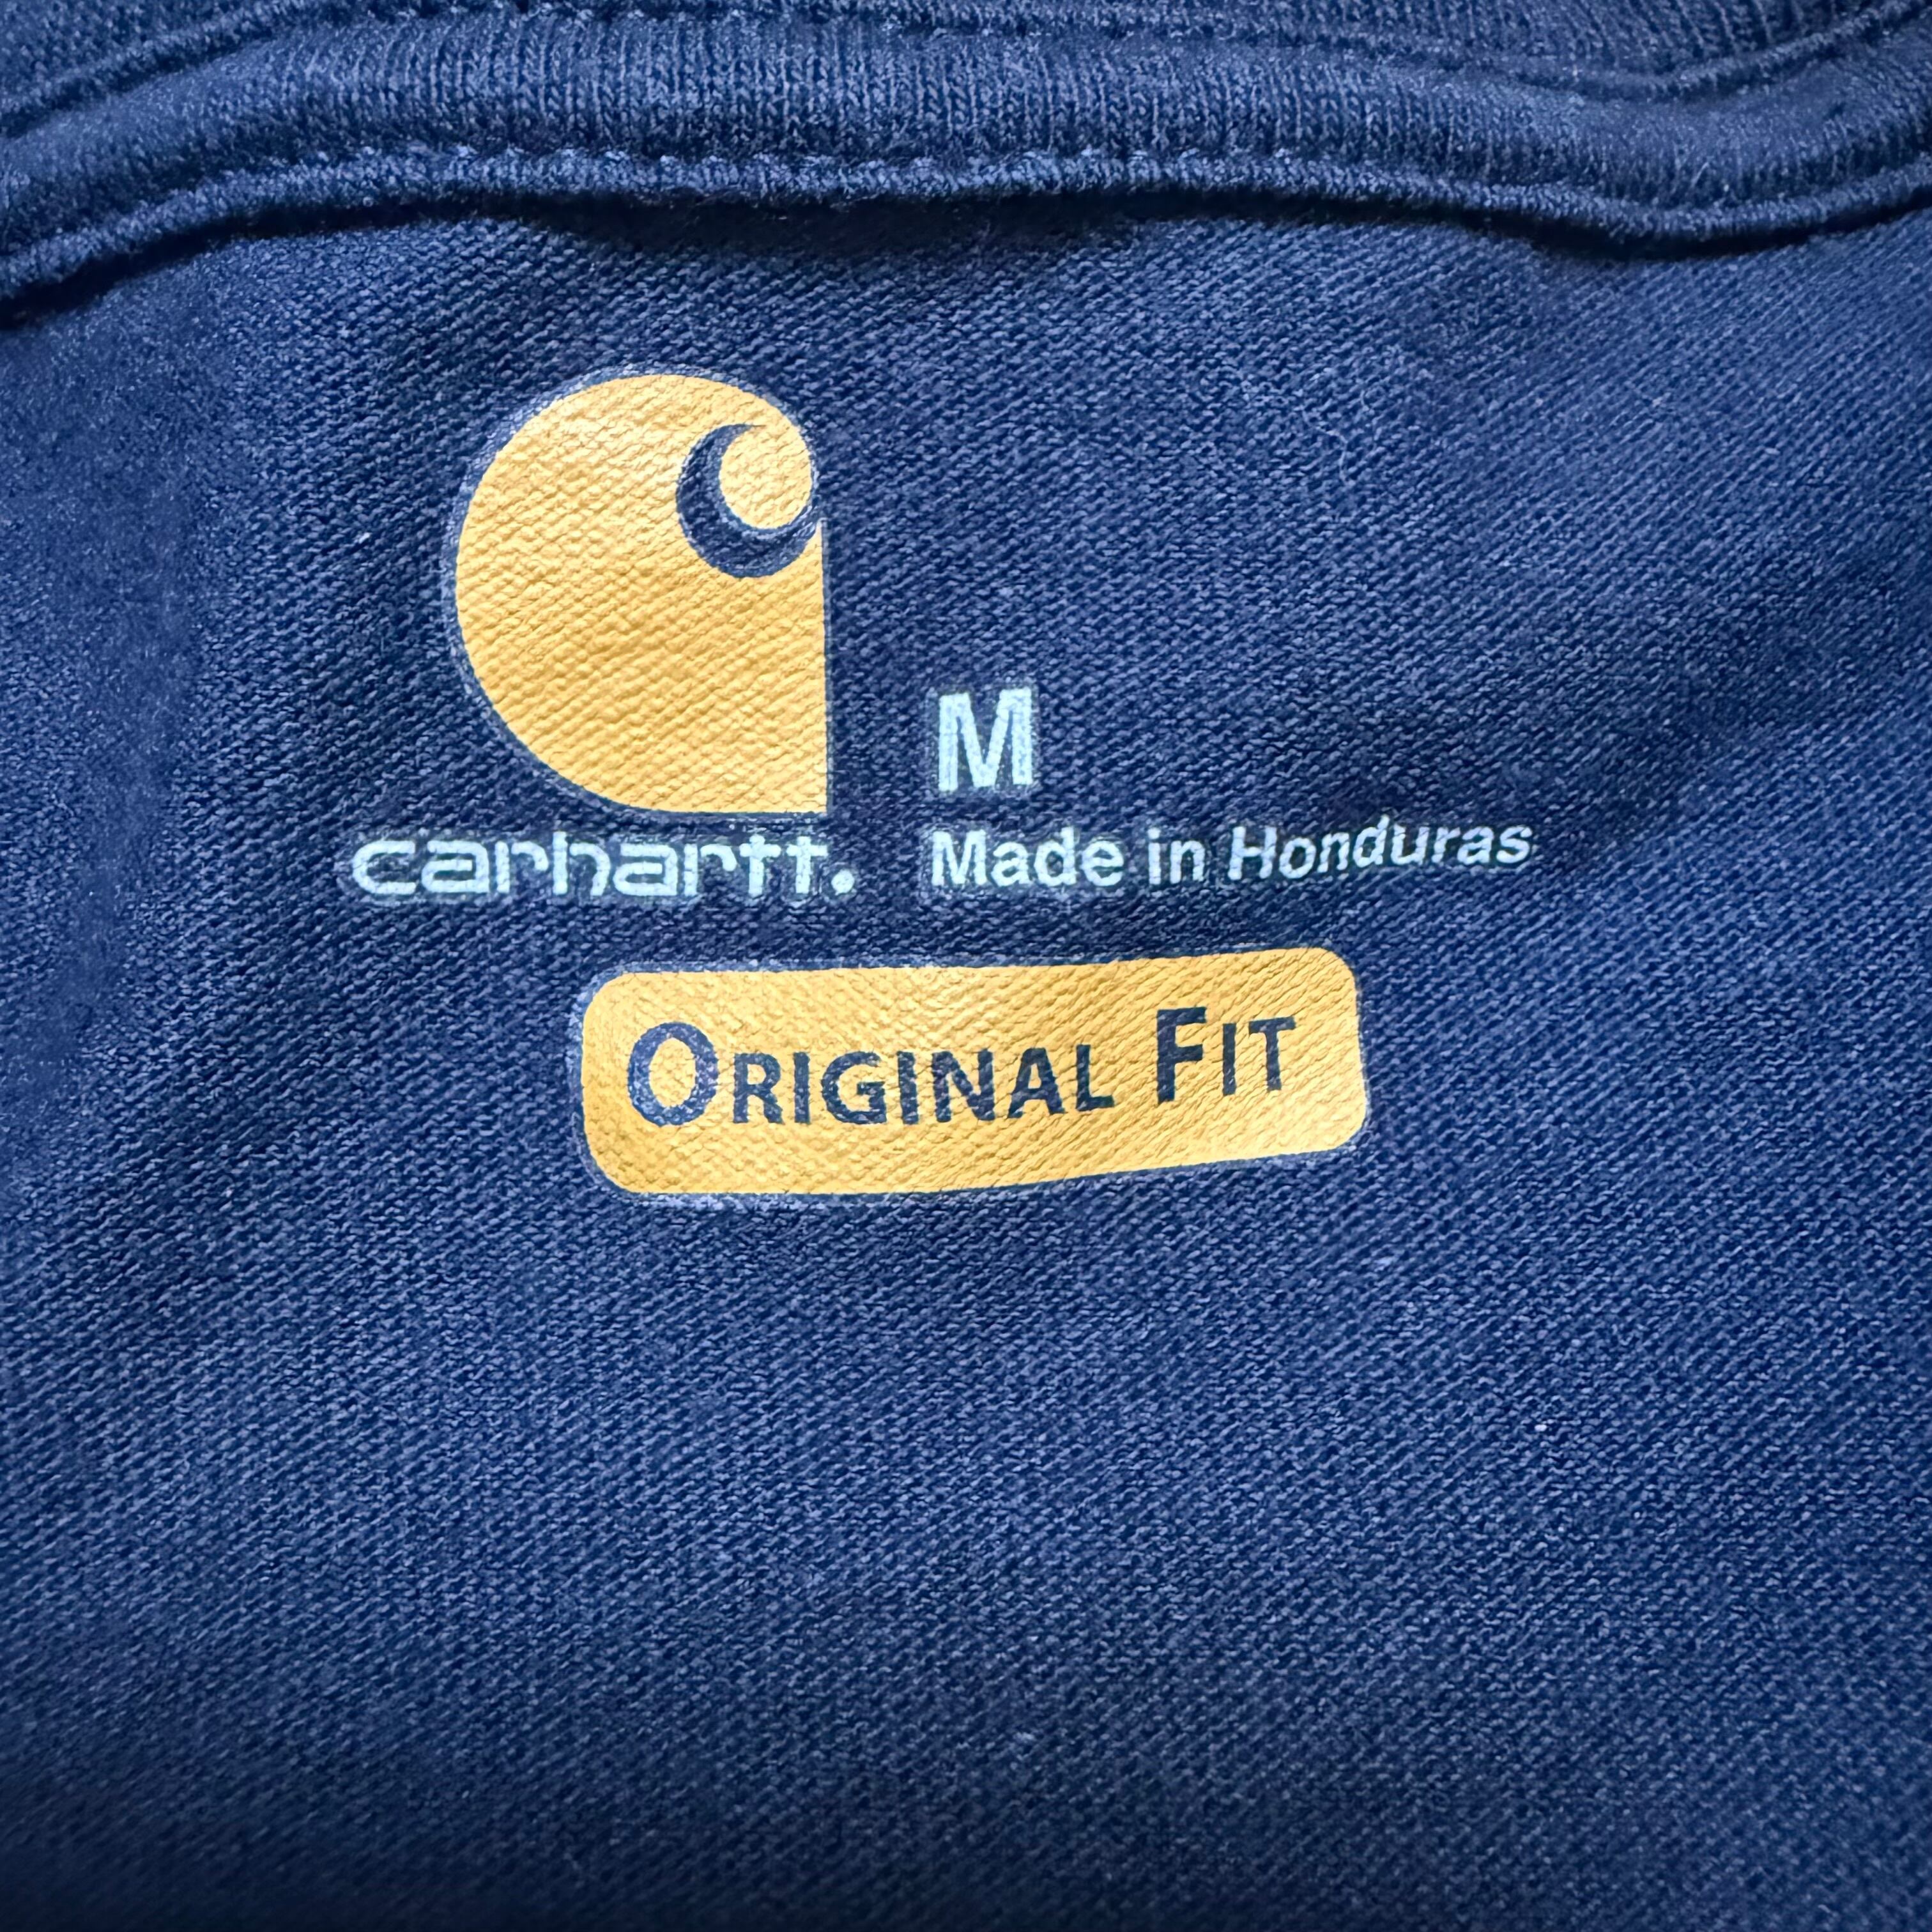 M
carhartt.
Made in Honduras
ORIGINAL FIT